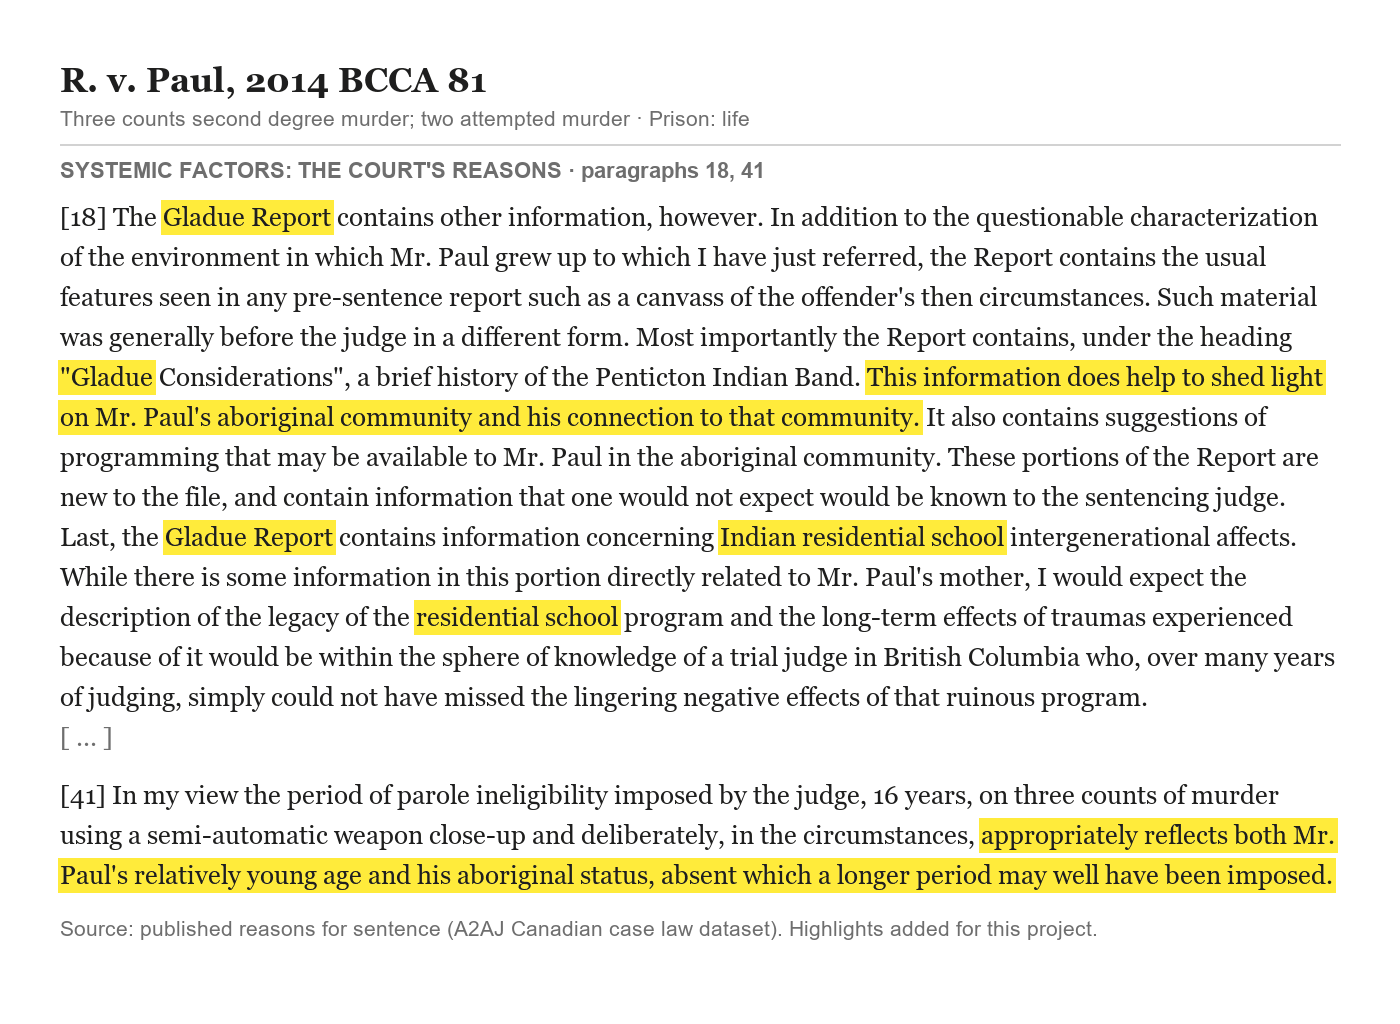 R. v. Paul, 2014 BCCA 81
Three counts second degree murder; two attempted murder · Prison: life
SYSTEMIC FACTORS: THE COURT'S REASONS · paragraphs 18, 41
[18] The Gladue Report contains other information, however. In addition to the questionable characterization
of the environment in which Mr. Paul grew up to which I have just referred, the Report contains the usual
features seen in any pre-sentence report such as a canvass of the offender's then circumstances. Such material
was generally before the judge in a different form. Most importantly the Report contains, under the heading
"Gladue Considerations", a brief history of the Penticton Indian Band. This information does help to shed light
on Mr. Paul's aboriginal community and his connection to that community. It also contains suggestions of
programming that may be available to Mr. Paul in the aboriginal community. These portions of the Report are
new to the file, and contain information that one would not expect would be known to the sentencing judge.
Last, the Gladue Report contains information concerning Indian residential school intergenerational affects.
While there is some information in this portion directly related to Mr. Paul's mother, I would expect the
description of the legacy of the residential school program and the long-term effects of traumas experienced
because of it would be within the sphere of knowledge of a trial judge in British Columbia who, over many years
of judging, simply could not have missed the lingering negative effects of that ruinous program.
[ ... ]
[41] In my view the period of parole ineligibility imposed by the judge, 16 years, on three counts of murder
using a semi-automatic weapon close-up and deliberately, in the circumstances, appropriately reflects both Mr.
Paul's relatively young age and his aboriginal status, absent which a longer period may well have been imposed.
Source: published reasons for sentence (A2AJ Canadian case law dataset). Highlights added for this project.